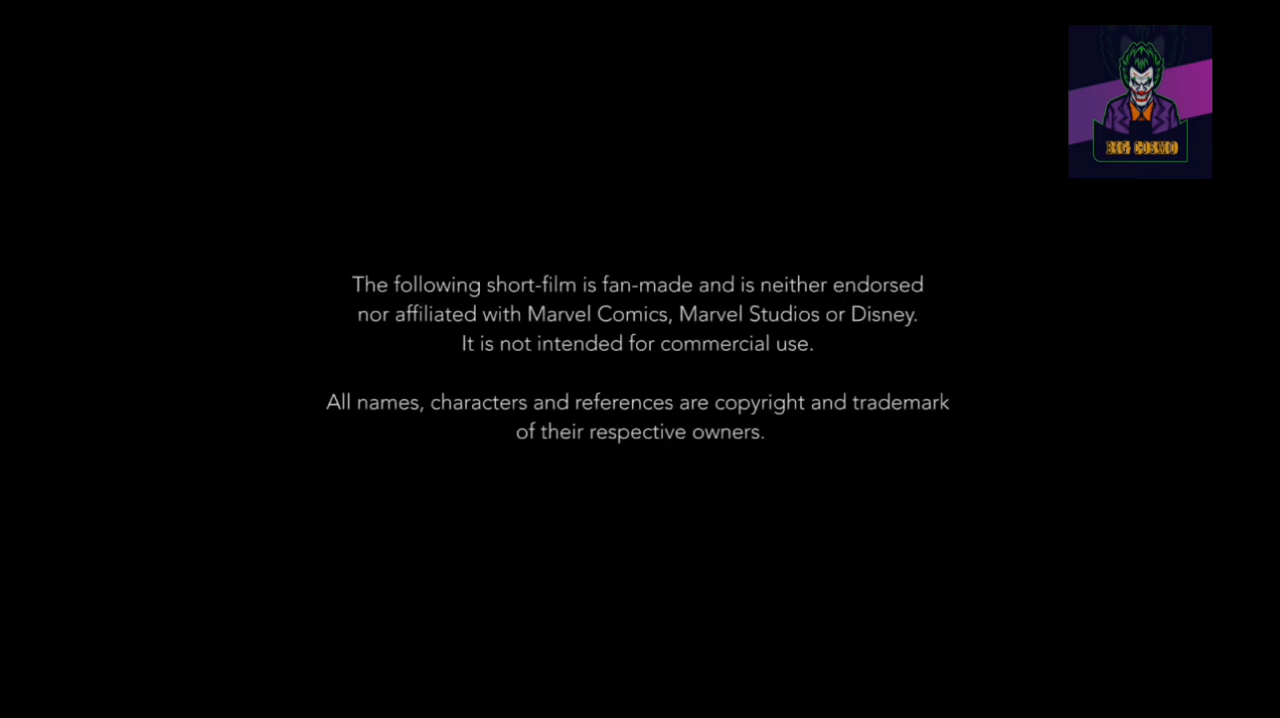 BIG COSMO
The following short-film is fan-made and is neither endorsed
nor affiliated with Marvel Comics, Marvel Studios or Disney.
It is not intended for commercial use.
All names, characters and references are copyright and trademark
of their respective owners.